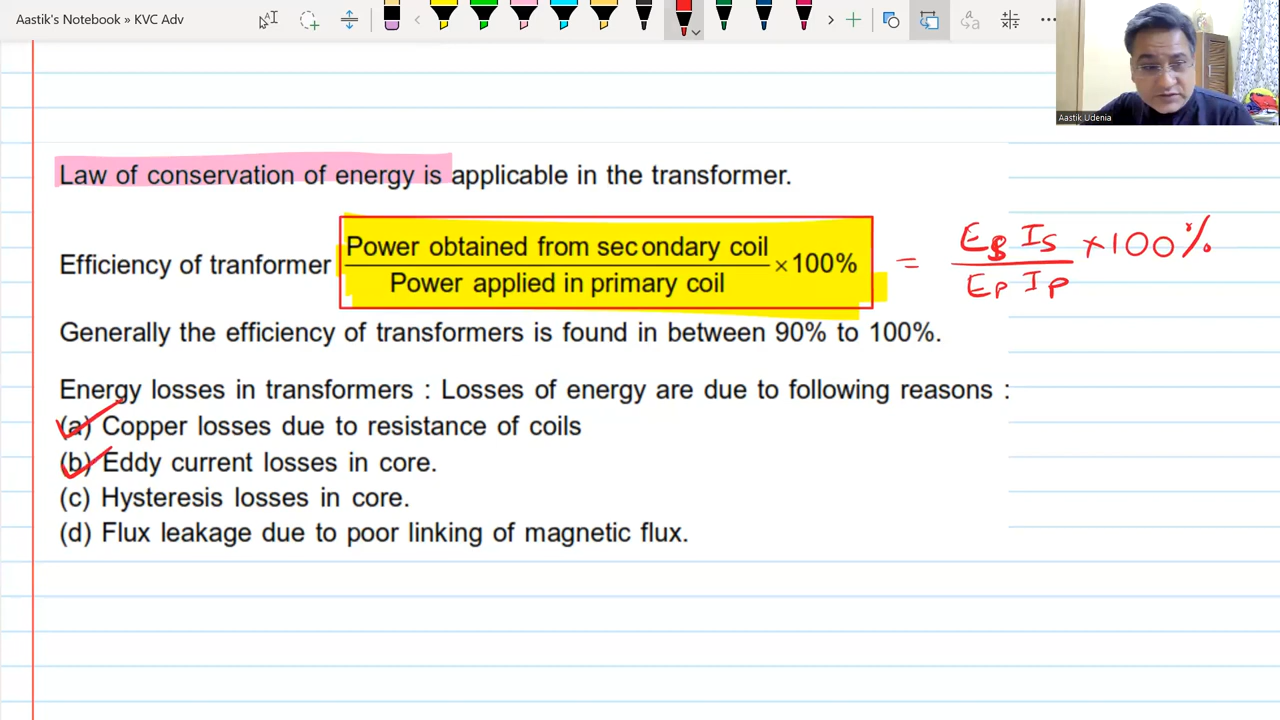 Aastik's Notebook » KVC Adv
Aastik Udenia
Law of conservation of energy is applicable in the transformer.
Efficiency of tranformer Power obtained from secondary coil / Power applied in primary coil ×100% = Es Is / Ep Ip ×100%
Generally the efficiency of transformers is found in between 90% to 100%.
Energy losses in transformers : Losses of energy are due to following reasons :
(a) Copper losses due to resistance of coils
(b) Eddy current losses in core.
(c) Hysteresis losses in core.
(d) Flux leakage due to poor linking of magnetic flux.